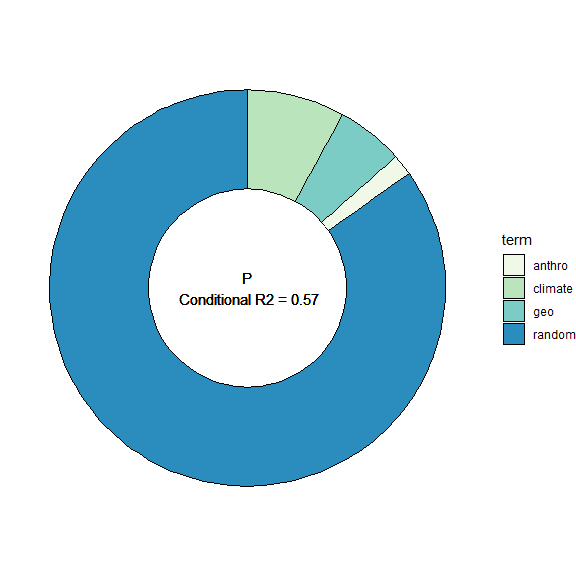 P
Conditional R2 = 0.57
term
anthro
climate
geo
random